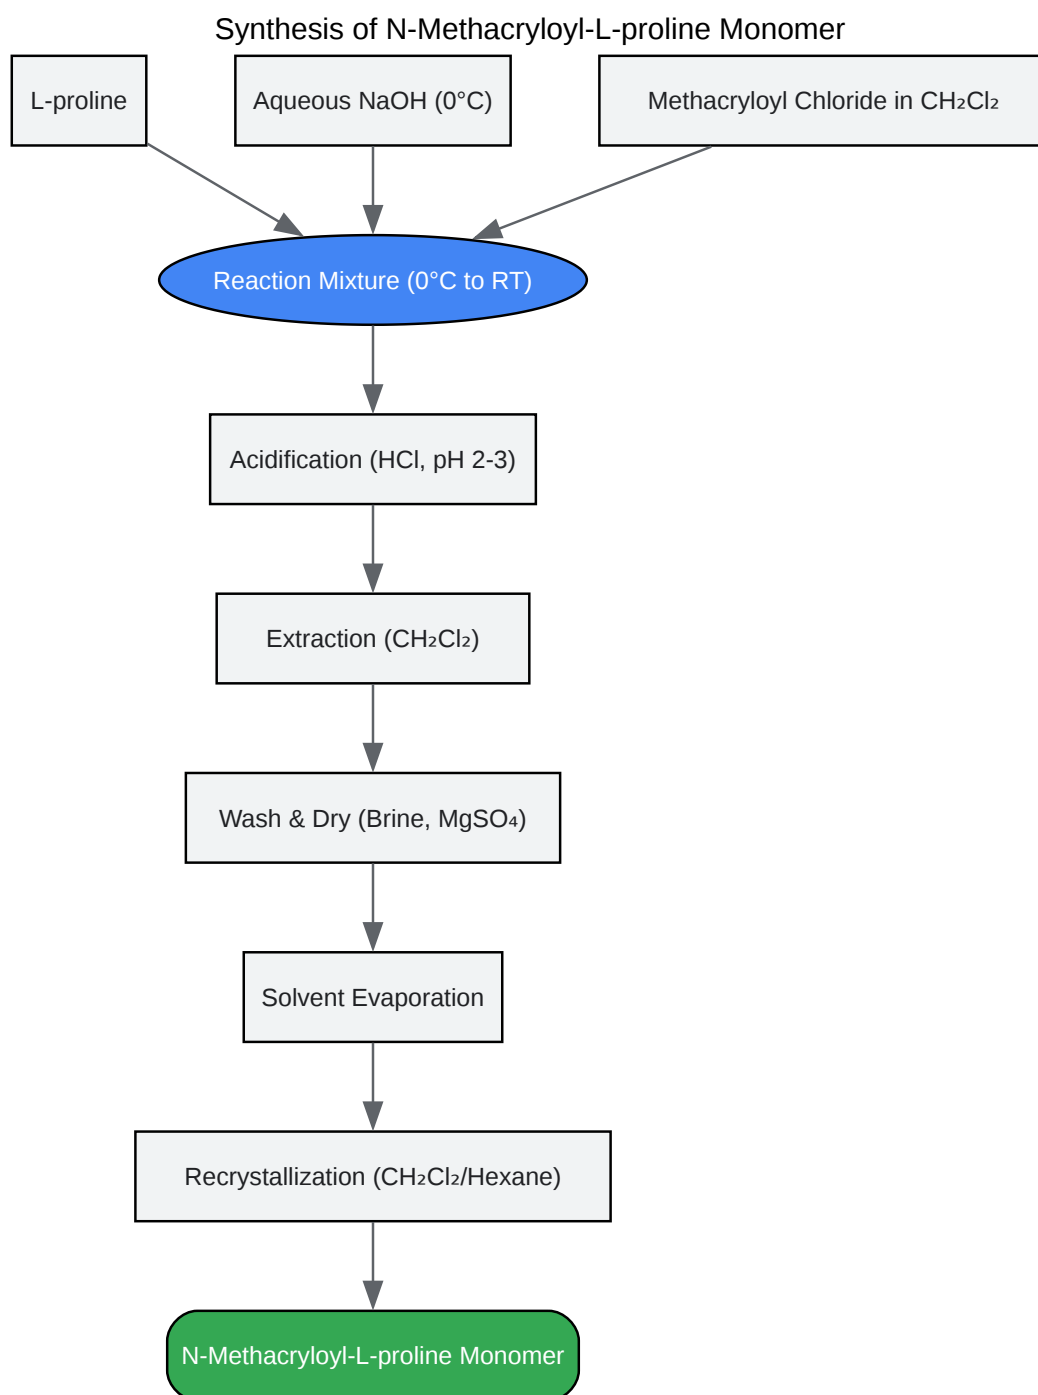 Synthesis of N-Methacryloyl-L-proline Monomer
L-proline
Aqueous NaOH (0°C)
Methacryloyl Chloride in CH₂Cl₂
Reaction Mixture (0°C to RT)
Acidification (HCl, pH 2-3)
Extraction (CH₂Cl₂)
Wash & Dry (Brine, MgSO₄)
Solvent Evaporation
Recrystallization (CH₂Cl₂/Hexane)
N-Methacryloyl-L-proline Monomer